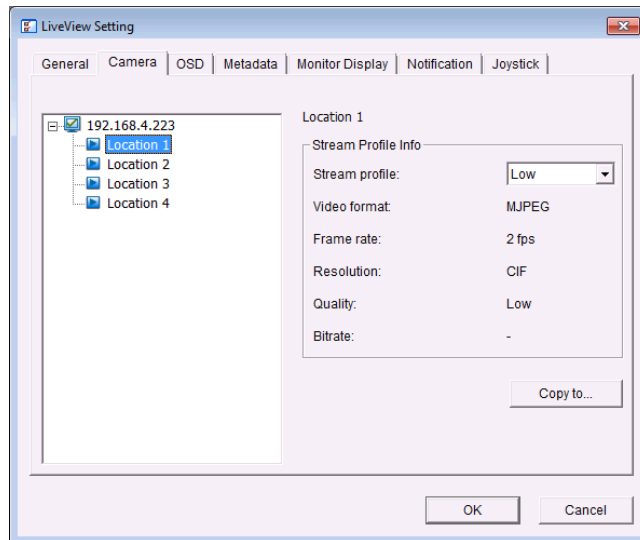 LiveView Setting
General Camera OSD Metadata Monitor Display Notification Joystick
192.168.4.223
Location 1
Location 2
Location 3
Location 4
Location 1
Stream Profile Info
Stream profile: Low
Video format: MJPEG
Frame rate: 2 fps
Resolution: CIF
Quality: Low
Bitrate: -
Copy to...
OK Cancel